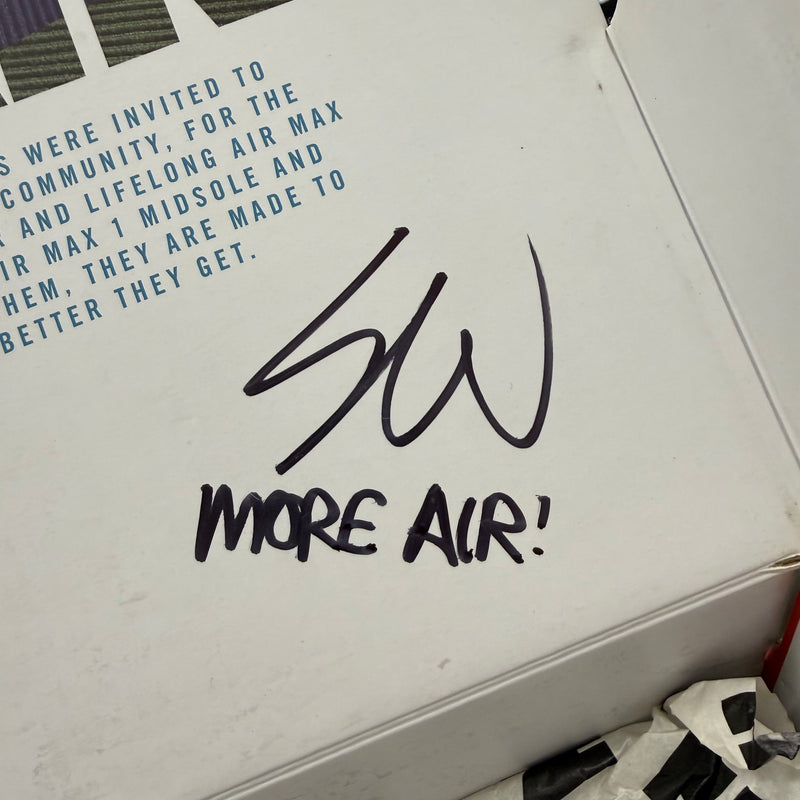 S WERE INVITED TO
COMMUNITY, FOR THE
AND LIFELONG AIR MAX
IR MAX 1 MIDSOLE AND
HEM, THEY ARE MADE TO
BETTER THEY GET.
SW
MORE AIR!